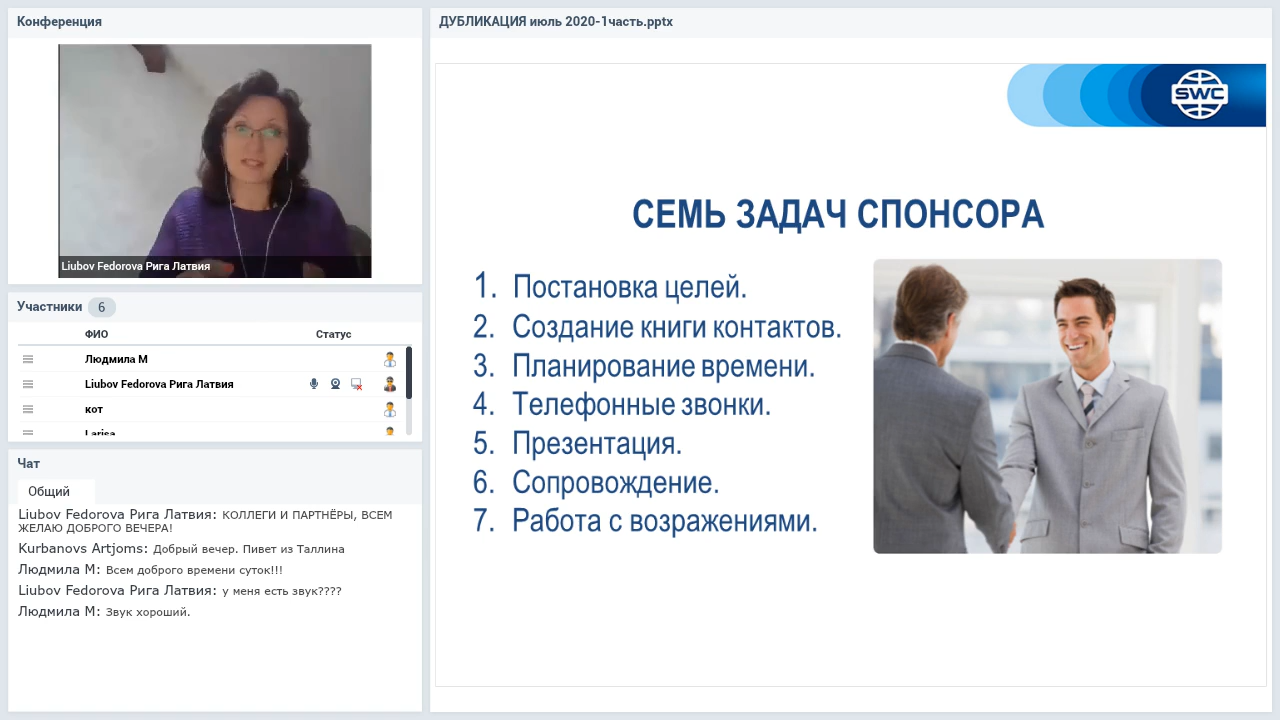 Конференция
Liubov Fedorova Рига Латвия
Участники 6
ФИО Статус
Людмила М
Liubov Fedorova Рига Латвия
кот
Larisa
Чат
Общий
Liubov Fedorova Рига Латвия: КОЛЛЕГИ И ПАРТНЁРЫ, ВСЕМ
ЖЕЛАЮ ДОБРОГО ВЕЧЕРА!
Kurbanovs Artjoms: Добрый вечер. Пивет из Таллина
Людмила М: Всем доброго времени суток!!!
Liubov Fedorova Рига Латвия: у меня есть звук????
Людмила М: Звук хороший.
ДУБЛИКАЦИЯ июль 2020-1часть.pptx
SWC
СЕМЬ ЗАДАЧ СПОНСОРА
1. Постановка целей.
2. Создание книги контактов.
3. Планирование времени.
4. Телефонные звонки.
5. Презентация.
6. Сопровождение.
7. Работа с возражениями.